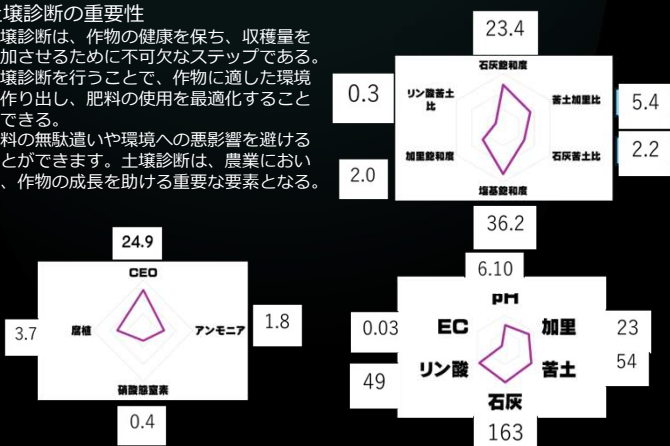 壌診断の重要性
壌診断は、作物の健康を保ち、収穫量を
加させるために不可欠なステップである。
壌診断を行うことで、作物に適した環境
作り出し、肥料の使用を最適化すること
できる。
料の無駄遣いや環境への悪影響を避ける
とができます。土壌診断は、農業におい
、作物の成長を助ける重要な要素となる。
23.4
石灰飽和度
0.3
リン酸苦土
比
苦土加里比
5.4
加里飽和度
石灰苦土比
2.2
2.0
塩基飽和度
36.2
24.9
CEO
3.7
腐植
アンモニア
1.8
硝酸態窒素
0.4
6.10
pH
0.03
EC
加里
23
リン酸
苦土
54
49
石灰
163